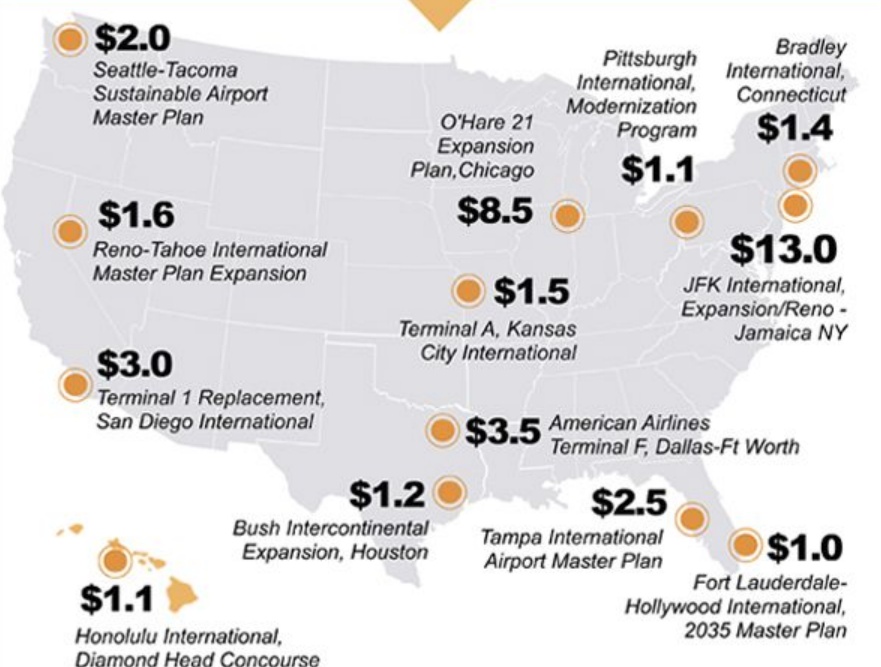 $2.0
Seattle-Tacoma
Sustainable Airport
Master Plan
Pittsburgh
International,
Modernization
Program
$1.1
Bradley
International,
Connecticut
$1.4
O'Hare 21
Expansion
Plan,Chicago
$8.5
$1.6
Reno-Tahoe International
Master Plan Expansion
$13.0
JFK International,
Expansion/Reno -
Jamaica NY
$1.5
Terminal A, Kansas
City International
$3.0
Terminal 1 Replacement,
San Diego International
$3.5
American Airlines
Terminal F, Dallas-Ft Worth
$1.2
Bush Intercontinental
Expansion, Houston
$2.5
Tampa International
Airport Master Plan
$1.0
Fort Lauderdale-
Hollywood International,
2035 Master Plan
$1.1
Honolulu International,
Diamond Head Concourse